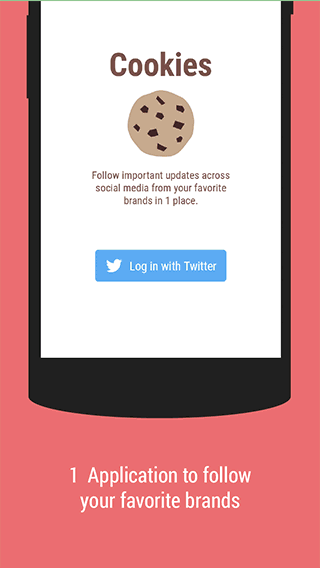 Cookies
Follow important updates across
social media from your favorite
brands in 1 place.
Log in with Twitter
1 Application to follow
your favorite brands